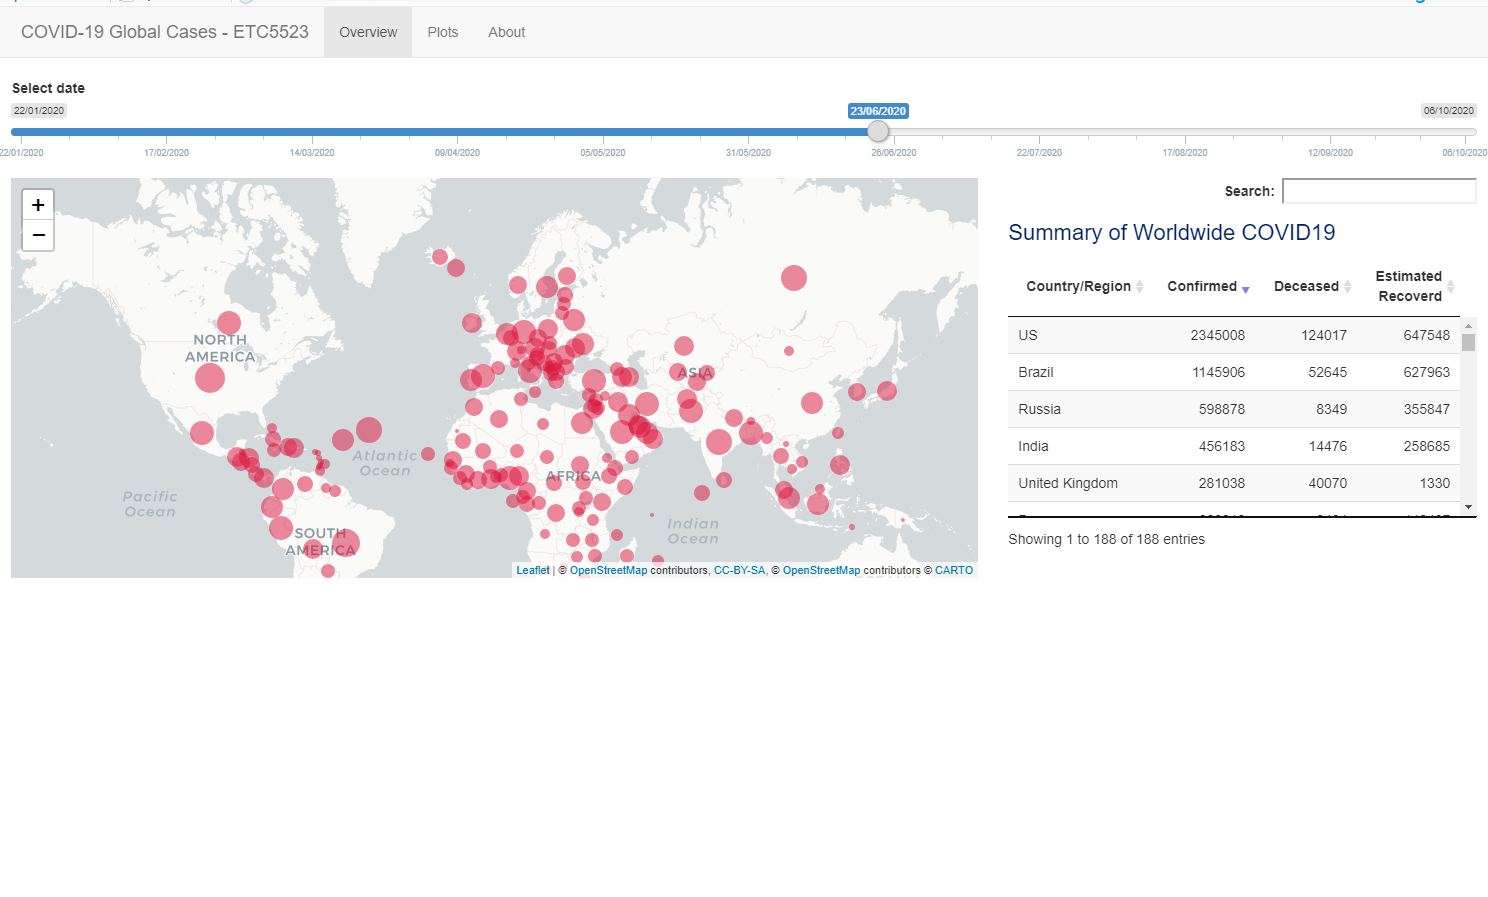 COVID-19 Global Cases - ETC5523 Overview Plots About
Select date
22/01/2020 23/06/2020 06/10/2020
22/01/2020 17/02/2020 14/03/2020 09/04/2020 05/05/2020 31/05/2020 26/06/2020 22/07/2020 17/08/2020 12/09/2020 06/10/2020
+
−
NORTH
AMERICA
ASIA
Atlantic
Ocean
AFRICA
Pacific
Ocean
Indian
Ocean
SOUTH
AMERICA
Leaflet | © OpenStreetMap contributors, CC-BY-SA, © OpenStreetMap contributors © CARTO
Search:
Summary of Worldwide COVID19
Country/Region Confirmed Deceased Estimated
Recoverd
US 2345008 124017 647548
Brazil 1145906 52645 627963
Russia 598878 8349 355847
India 456183 14476 258685
United Kingdom 281038 40070 1330
Showing 1 to 188 of 188 entries